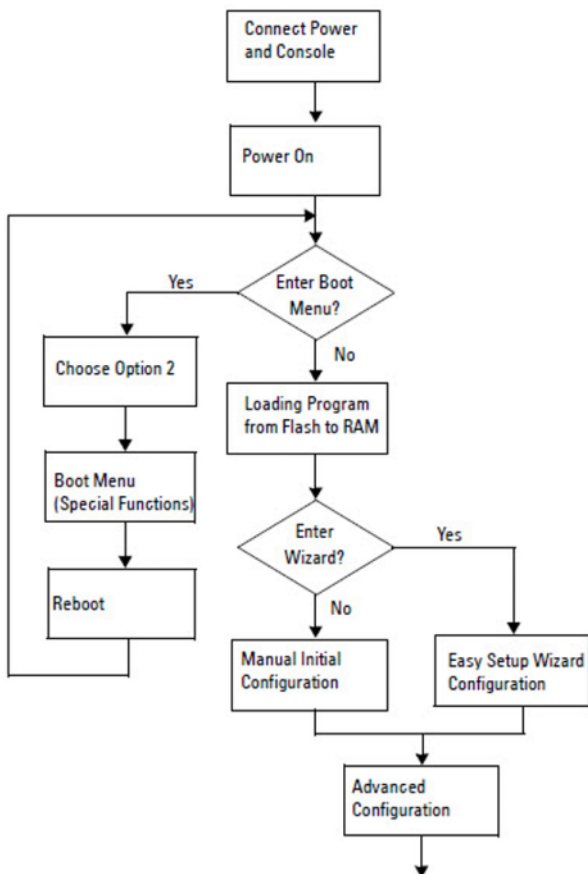 Connect Power
and Console
Power On
Enter Boot
Menu?
Yes
No
Choose Option 2
Loading Program
from Flash to RAM
Boot Menu
(Special Functions)
Enter
Wizard?
Yes
No
Reboot
Manual Initial
Configuration
Easy Setup Wizard
Configuration
Advanced
Configuration